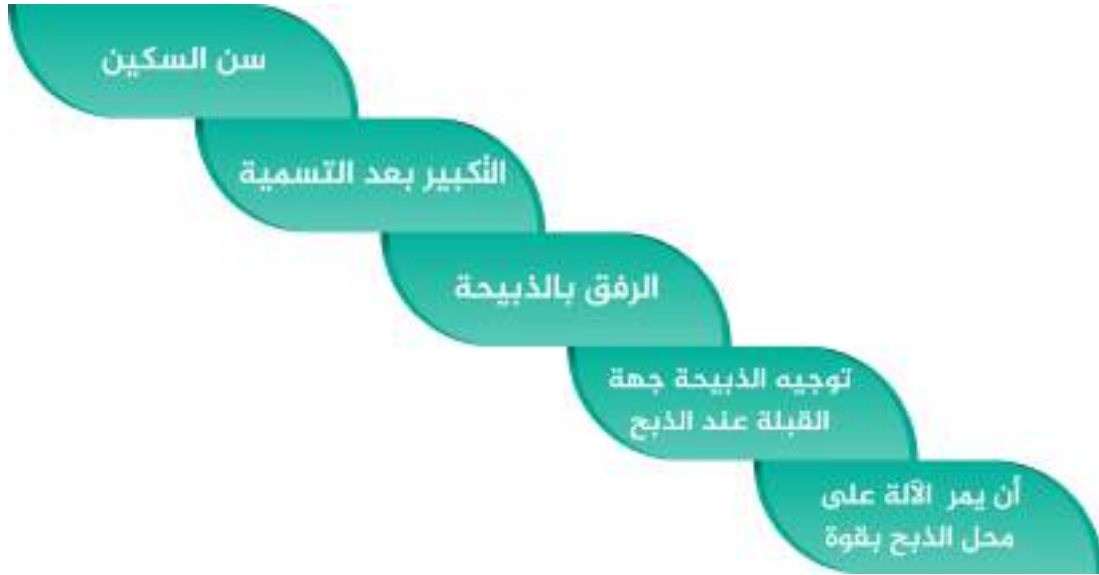 سن السكين
التكبير بعد التسمية
الرفق بالذبيحة
توجيه الذبيحة جهة
القبلة عند الذبح
أن يمر الآلة على
محل الذبح بقوة